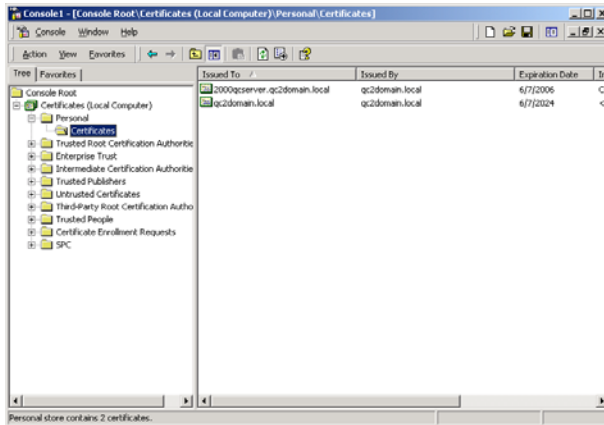 Console1 - [Console Root\Certificates (Local Computer)\Personal\Certificates]
Console Window Help
Action View Favorites
Tree Favorites
Issued To Issued By Expiration Date
Console Root
Certificates (Local Computer)
Personal
Certificates
Trusted Root Certification Authoritie
Enterprise Trust
Intermediate Certification Authoritie
Trusted Publishers
Untrusted Certificates
Third-Party Root Certification Autho
Trusted People
Certificate Enrollment Requests
SPC
2000qcserver.qc2domain.local qc2domain.local 6/7/2006
qc2domain.local qc2domain.local 6/7/2024
Personal store contains 2 certificates.